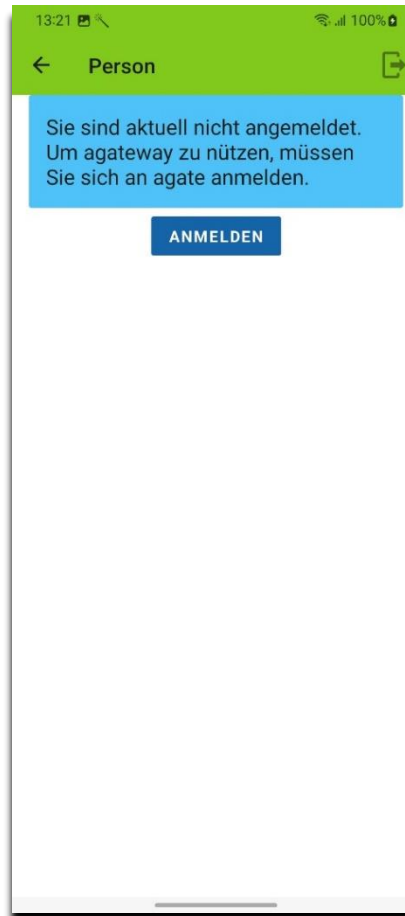 13:21 100%
Person
Sie sind aktuell nicht angemeldet.
Um agateway zu nützen, müssen
Sie sich an agate anmelden.
ANMELDEN